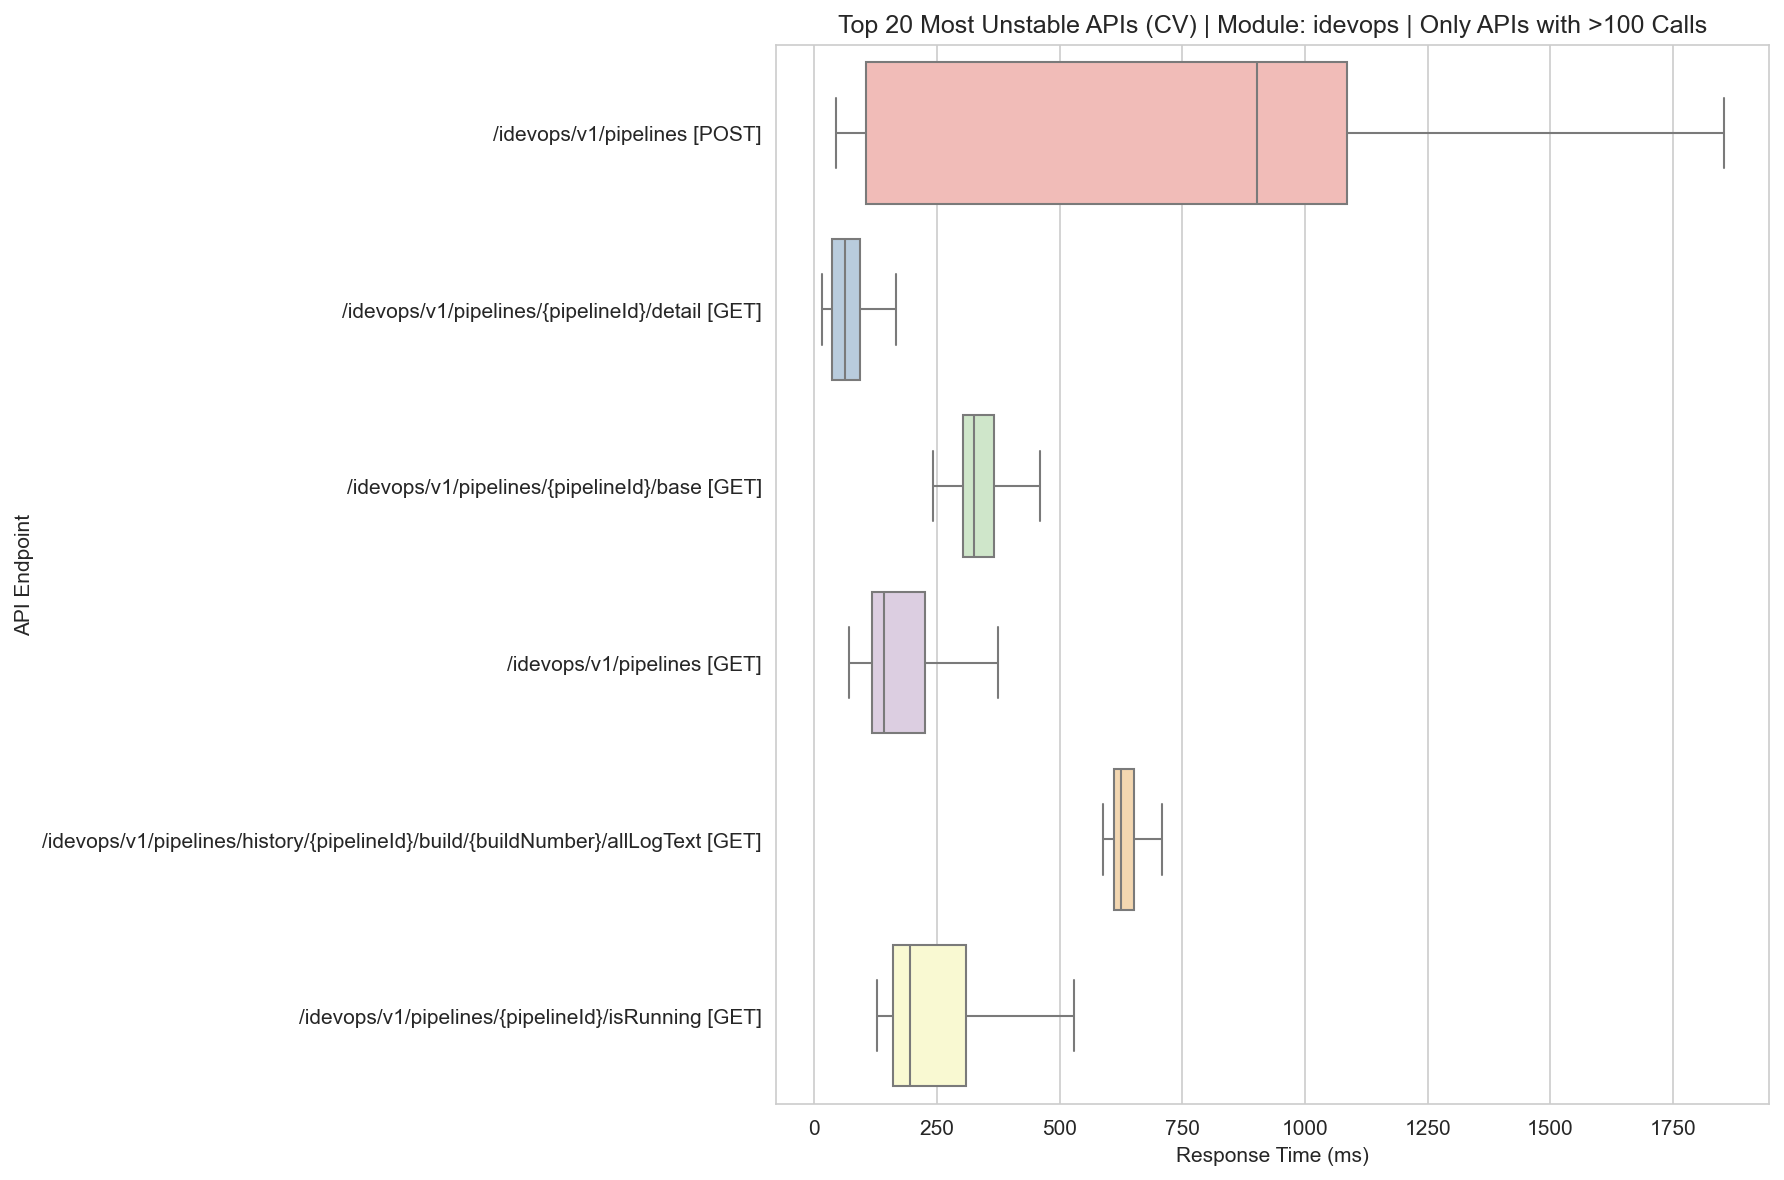 Top 20 Most Unstable APIs (CV) | Module: idevops | Only APIs with >100 Calls
API Endpoint
/idevops/v1/pipelines [POST]
/idevops/v1/pipelines/{pipelineId}/detail [GET]
/idevops/v1/pipelines/{pipelineId}/base [GET]
/idevops/v1/pipelines [GET]
/idevops/v1/pipelines/history/{pipelineId}/build/{buildNumber}/allLogText [GET]
/idevops/v1/pipelines/{pipelineId}/isRunning [GET]
0 250 500 750 1000 1250 1500 1750
Response Time (ms)